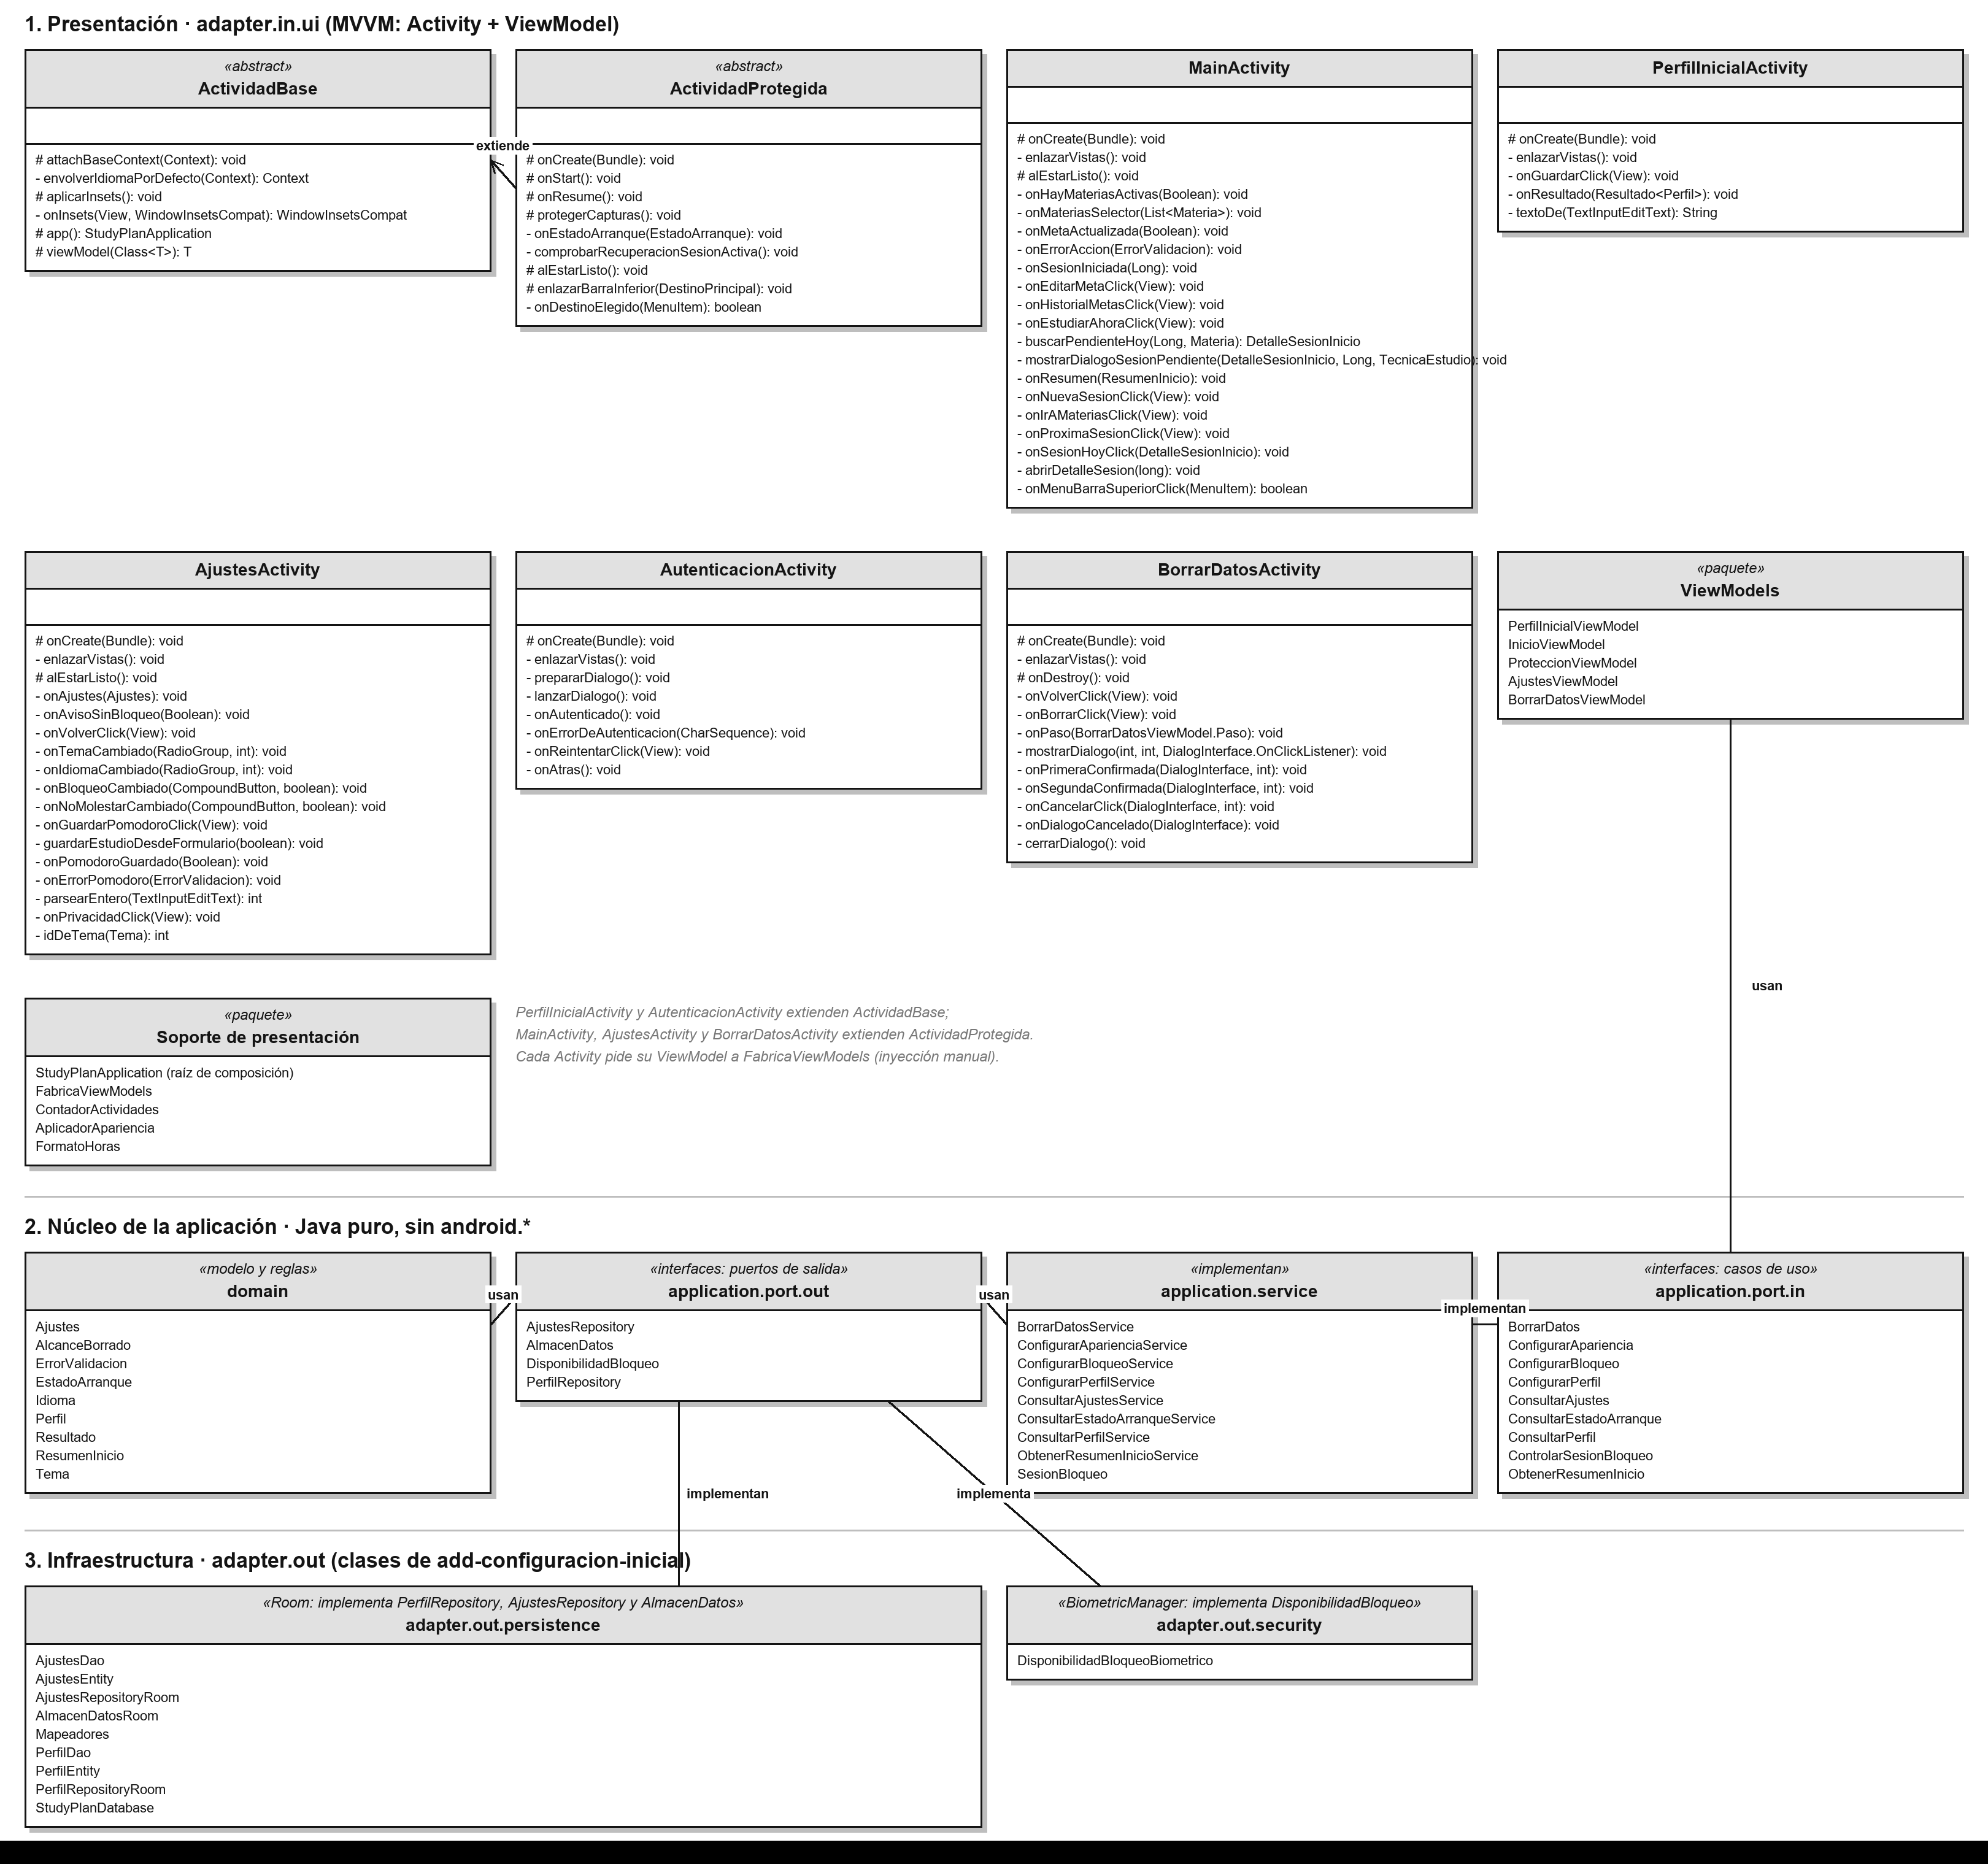 1. Presentación · adapter.in.ui (MVVM: Activity + ViewModel)
«abstract»
ActividadBase
# attachBaseContext(Context): void
- envolverIdiomaPorDefecto(Context): Context
# aplicarInsets(): void
- onInsets(View, WindowInsetsCompat): WindowInsetsCompat
# app(): StudyPlanApplication
# viewModel(Class<T>): T
extiende
«abstract»
ActividadProtegida
# onCreate(Bundle): void
# onStart(): void
# onResume(): void
# protegerCapturas(): void
- onEstadoArranque(EstadoArranque): void
- comprobarRecuperacionSesionActiva(): void
# alEstarListo(): void
# enlazarBarraInferior(DestinoPrincipal): void
- onDestinoElegido(MenuItem): boolean
MainActivity
# onCreate(Bundle): void
- enlazarVistas(): void
# alEstarListo(): void
- onHayMateriasActivas(Boolean): void
- onMateriasSelector(List<Materia>): void
- onMetaActualizada(Boolean): void
- onErrorAccion(ErrorValidacion): void
- onSesionIniciada(Long): void
- onEditarMetaClick(View): void
- onHistorialMetasClick(View): void
- onEstudiarAhoraClick(View): void
- buscarPendienteHoy(Long, Materia): DetalleSesionInicio
- mostrarDialogoSesionPendiente(DetalleSesionInicio, Long, TecnicaEstudio): void
- onResumen(ResumenInicio): void
- onNuevaSesionClick(View): void
- onIrAMateriasClick(View): void
- onProximaSesionClick(View): void
- onSesionHoyClick(DetalleSesionInicio): void
- abrirDetalleSesion(long): void
- onMenuBarraSuperiorClick(MenuItem): boolean
PerfilInicialActivity
# onCreate(Bundle): void
- enlazarVistas(): void
- onGuardarClick(View): void
- onResultado(Resultado<Perfil>): void
- textoDe(TextInputEditText): String
AjustesActivity
# onCreate(Bundle): void
- enlazarVistas(): void
# alEstarListo(): void
- onAjustes(Ajustes): void
- onAvisoSinBloqueo(Boolean): void
- onVolverClick(View): void
- onTemaCambiado(RadioGroup, int): void
- onIdiomaCambiado(RadioGroup, int): void
- onBloqueoCambiado(CompoundButton, boolean): void
- onNoMolestarCambiado(CompoundButton, boolean): void
- onGuardarPomodoroClick(View): void
- guardarEstudioDesdeFormulario(boolean): void
- onPomodoroGuardado(Boolean): void
- onErrorPomodoro(ErrorValidacion): void
- parsearEntero(TextInputEditText): int
- onPrivacidadClick(View): void
- idDeTema(Tema): int
AutenticacionActivity
# onCreate(Bundle): void
- enlazarVistas(): void
- prepararDialogo(): void
- lanzarDialogo(): void
- onAutenticado(): void
- onErrorDeAutenticacion(CharSequence): void
- onReintentarClick(View): void
- onAtras(): void
BorrarDatosActivity
# onCreate(Bundle): void
- enlazarVistas(): void
# onDestroy(): void
- onVolverClick(View): void
- onBorrarClick(View): void
- onPaso(BorrarDatosViewModel.Paso): void
- mostrarDialogo(int, int, DialogInterface.OnClickListener): void
- onPrimeraConfirmada(DialogInterface, int): void
- onSegundaConfirmada(DialogInterface, int): void
- onCancelarClick(DialogInterface, int): void
- onDialogoCancelado(DialogInterface): void
- cerrarDialogo(): void
«paquete»
ViewModels
PerfilInicialViewModel
InicioViewModel
ProteccionViewModel
AjustesViewModel
BorrarDatosViewModel
usan
«paquete»
Soporte de presentación
StudyPlanApplication (raíz de composición)
FabricaViewModels
ContadorActividades
AplicadorApariencia
FormatoHoras
PerfilInicialActivity y AutenticacionActivity extienden ActividadBase;
MainActivity, AjustesActivity y BorrarDatosActivity extienden ActividadProtegida.
Cada Activity pide su ViewModel a FabricaViewModels (inyección manual).
2. Núcleo de la aplicación · Java puro, sin android.*
«modelo y reglas»
domain
Ajustes
AlcanceBorrado
ErrorValidacion
EstadoArranque
Idioma
Perfil
Resultado
ResumenInicio
Tema
usan
«interfaces: puertos de salida»
application.port.out
AjustesRepository
AlmacenDatos
DisponibilidadBloqueo
PerfilRepository
usan
«implementan»
application.service
BorrarDatosService
ConfigurarAparienciaService
ConfigurarBloqueoService
ConfigurarPerfilService
ConsultarAjustesService
ConsultarEstadoArranqueService
ConsultarPerfilService
ObtenerResumenInicioService
SesionBloqueo
implementan
«interfaces: casos de uso»
application.port.in
BorrarDatos
ConfigurarApariencia
ConfigurarBloqueo
ConfigurarPerfil
ConsultarAjustes
ConsultarEstadoArranque
ConsultarPerfil
ControlarSesionBloqueo
ObtenerResumenInicio
implementan
implementa
3. Infraestructura · adapter.out (clases de add-configuracion-inicial)
«Room: implementa PerfilRepository, AjustesRepository y AlmacenDatos»
adapter.out.persistence
AjustesDao
AjustesEntity
AjustesRepositoryRoom
AlmacenDatosRoom
Mapeadores
PerfilDao
PerfilEntity
PerfilRepositoryRoom
StudyPlanDatabase
«BiometricManager: implementa DisponibilidadBloqueo»
adapter.out.security
DisponibilidadBloqueoBiometrico